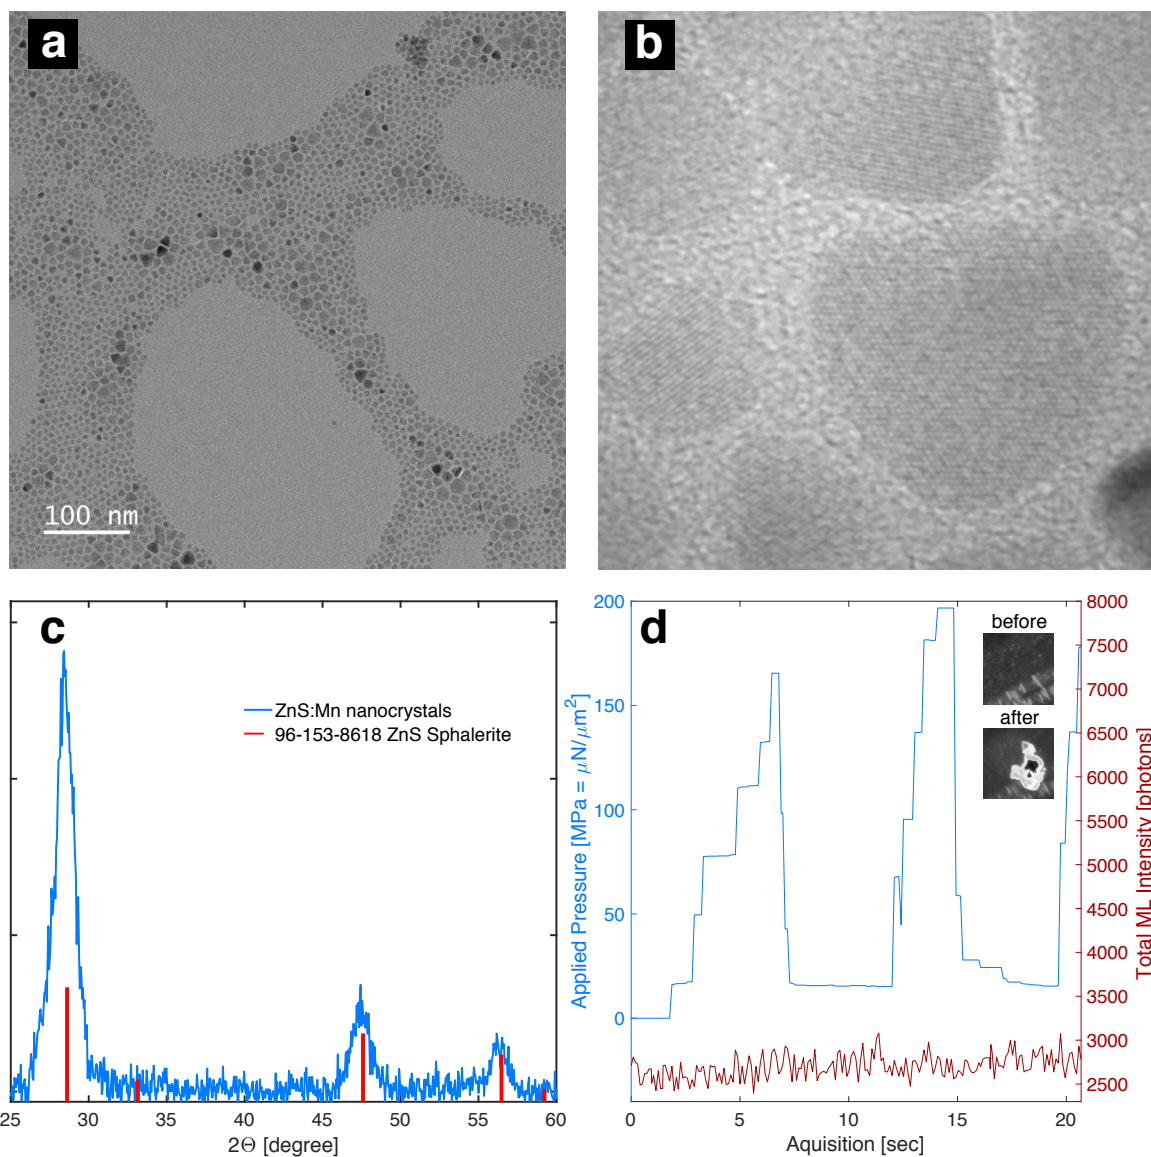 a
100 nm
b
c
ZnS:Mn nanocrystals
96-153-8618 ZnS Sphalerite
25 30 35 40 45 50 55 60
2Θ [degree]
d
before
after
Applied Pressure [MPa = μN/μm²]
200
150
100
50
0
8000
7500
7000
6500
6000
5500
5000
4500
4000
3500
3000
2500
Total ML Intensity [photons]
0 5 10 15 20
Aquisition [sec]